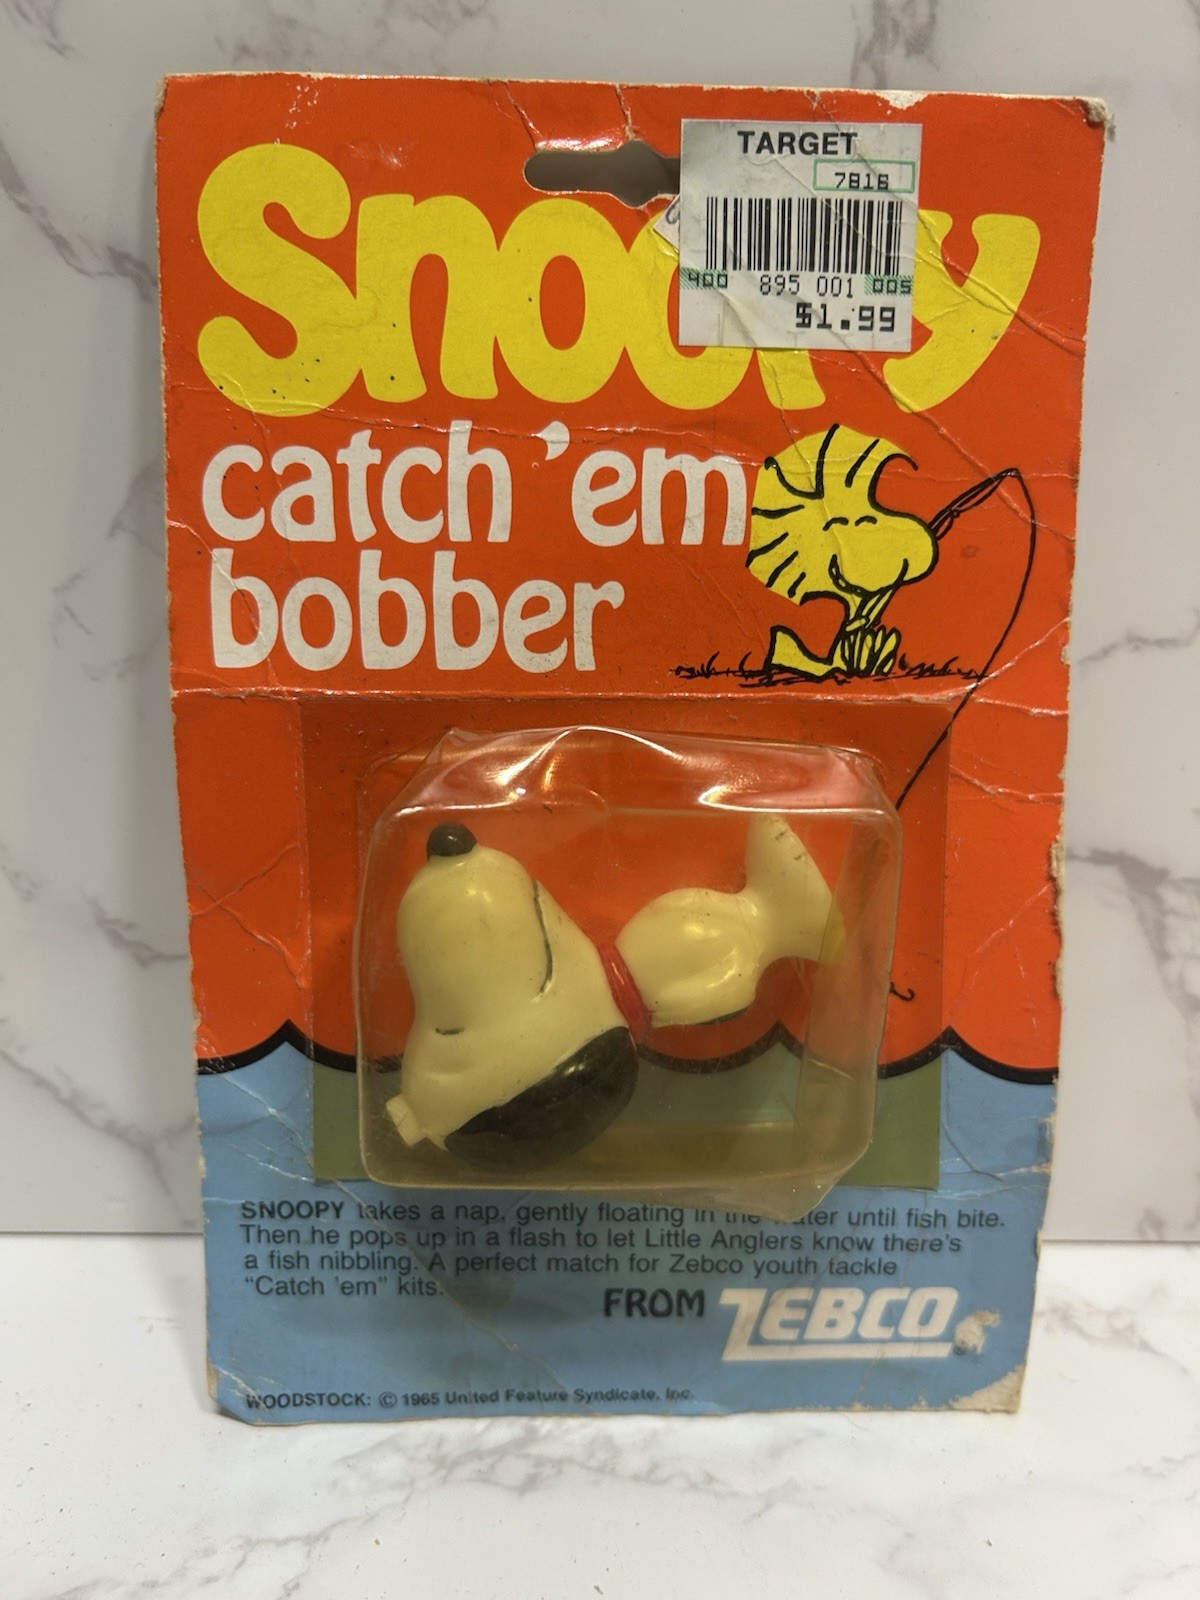 TARGET
7816
400 895 001 005
$1.99
Snoopy
catch 'em
bobber
SNOOPY takes a nap, gently floating in the water until fish bite.
Then he pops up in a flash to let Little Anglers know there's
a fish nibbling. A perfect match for Zebco youth tackle
"Catch 'em" kits.
FROM ZEBCO®
WOODSTOCK: © 1965 United Feature Syndicate, Inc.